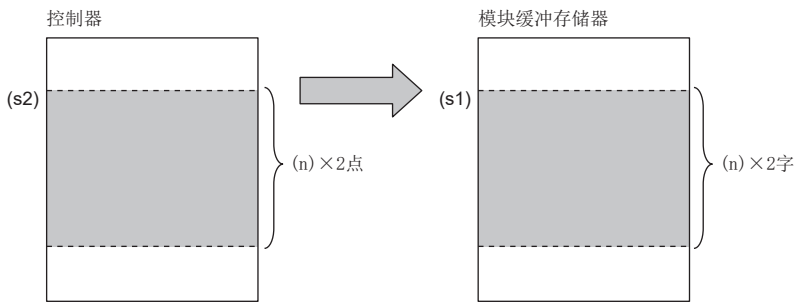 控制器
模块缓冲存储器
(s2)
(s1)
(n)×2点
(n)×2字